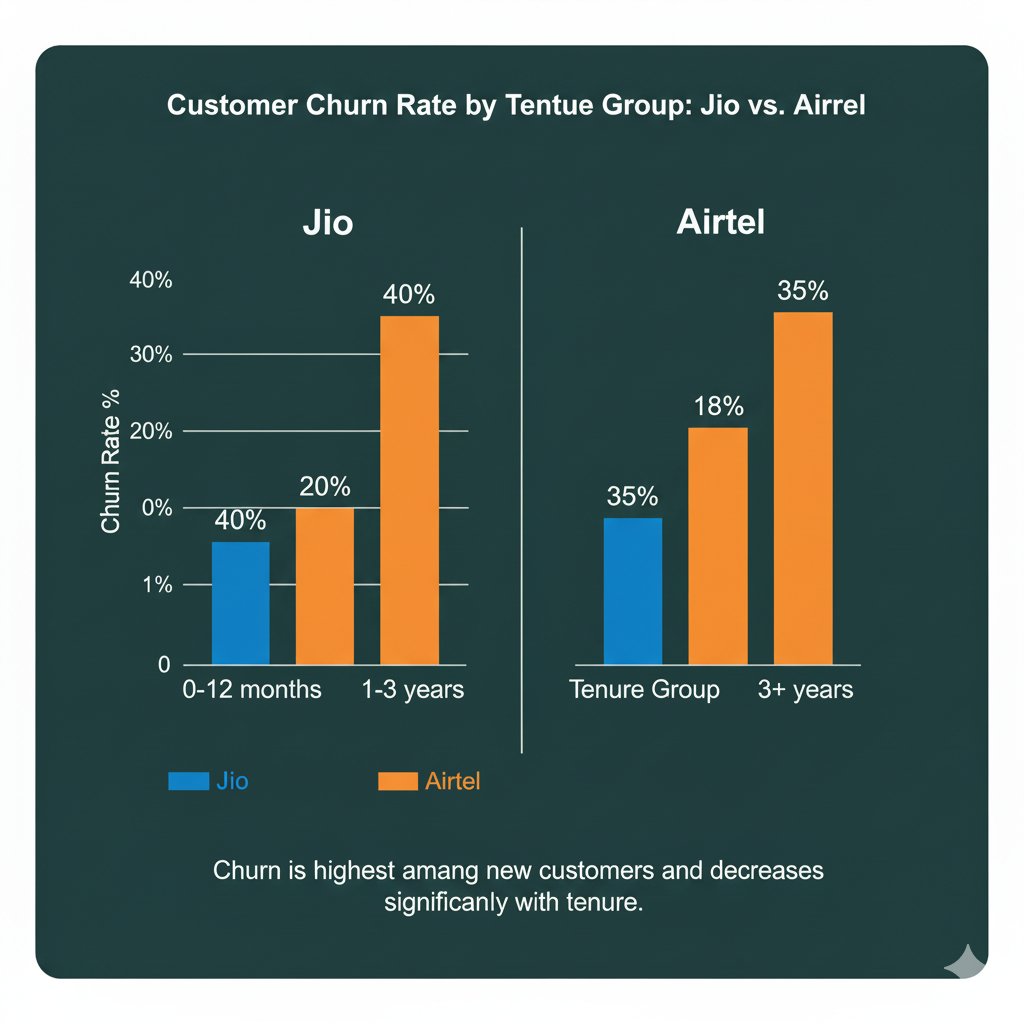 Customer Churn Rate by Tentue Group: Jio vs. Airrel
Jio
Churn Rate %
40%
30%
20%
0%
1%
0
40%
20%
40%
0-12 months 1-3 years
Airtel
35%
18%
35%
Tenure Group 3+ years
Jio Airtel
Churn is highest amang new customers and decreases
significanly with tenure.